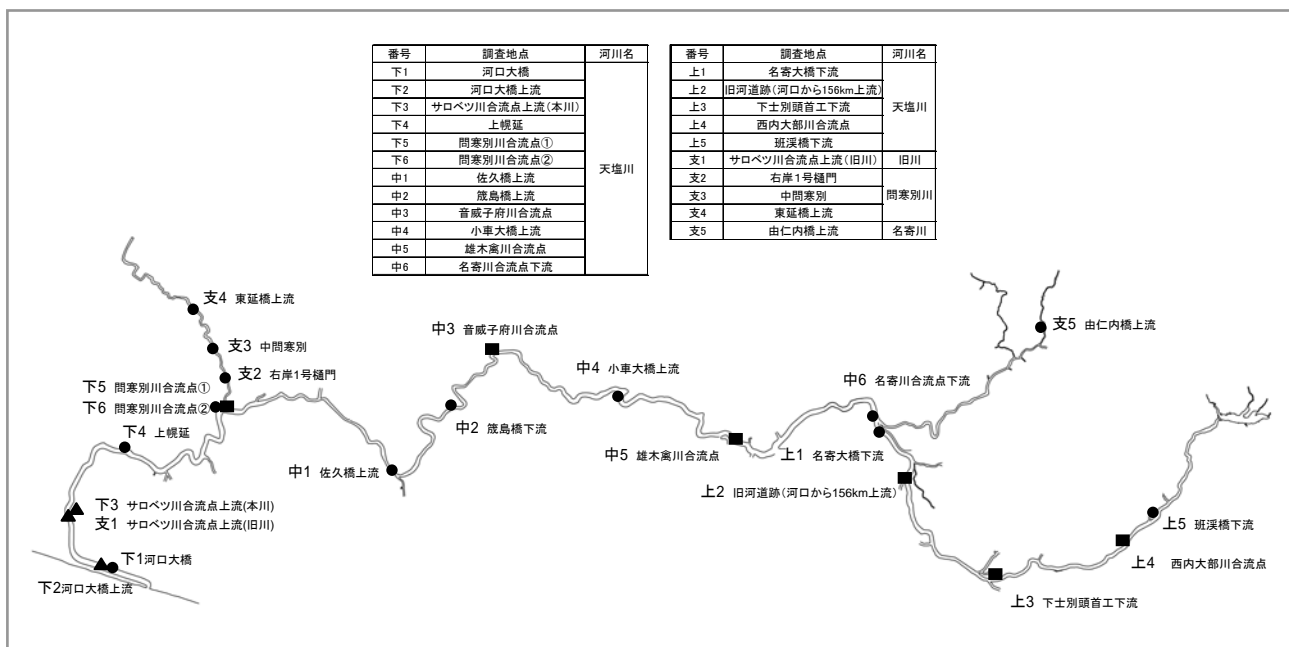 番号 調査地点 河川名
下1 河口大橋 天塩川
下2 河口大橋上流
下3 サロベツ川合流点上流(本川)
下4 上幌延
下5 問寒別川合流点①
下6 問寒別川合流点②
中1 佐久橋上流
中2 筬島橋上流
中3 音威子府川合流点
中4 小車大橋上流
中5 雄木禽川合流点
中6 名寄川合流点下流
番号 調査地点 河川名
上1 名寄大橋下流 天塩川
上2 旧河道跡(河口から156km上流)
上3 下士別頭首工下流
上4 西内大部川合流点
上5 班渓橋下流
支1 サロベツ川合流点上流(旧川) 旧川
支2 右岸1号樋門 問寒別川
支3 中問寒別
支4 東延橋上流
支5 由仁内橋上流 名寄川
支4 東延橋上流
支3 中問寒別
支2 右岸1号樋門
下5 問寒別川合流点①
下6 問寒別川合流点②
下4 上幌延
下3 サロベツ川合流点上流(本川)
支1 サロベツ川合流点上流(旧川)
下1河口大橋
下2河口大橋上流
中3 音威子府川合流点
中2 筬島橋下流
中1 佐久橋上流
中4 小車大橋上流
中5 雄木禽川合流点
中6 名寄川合流点下流
上1 名寄大橋下流
上2 旧河道跡(河口から156km上流)
支5 由仁内橋上流
上5 班渓橋下流
上4 西内大部川合流点
上3 下士別頭首工下流